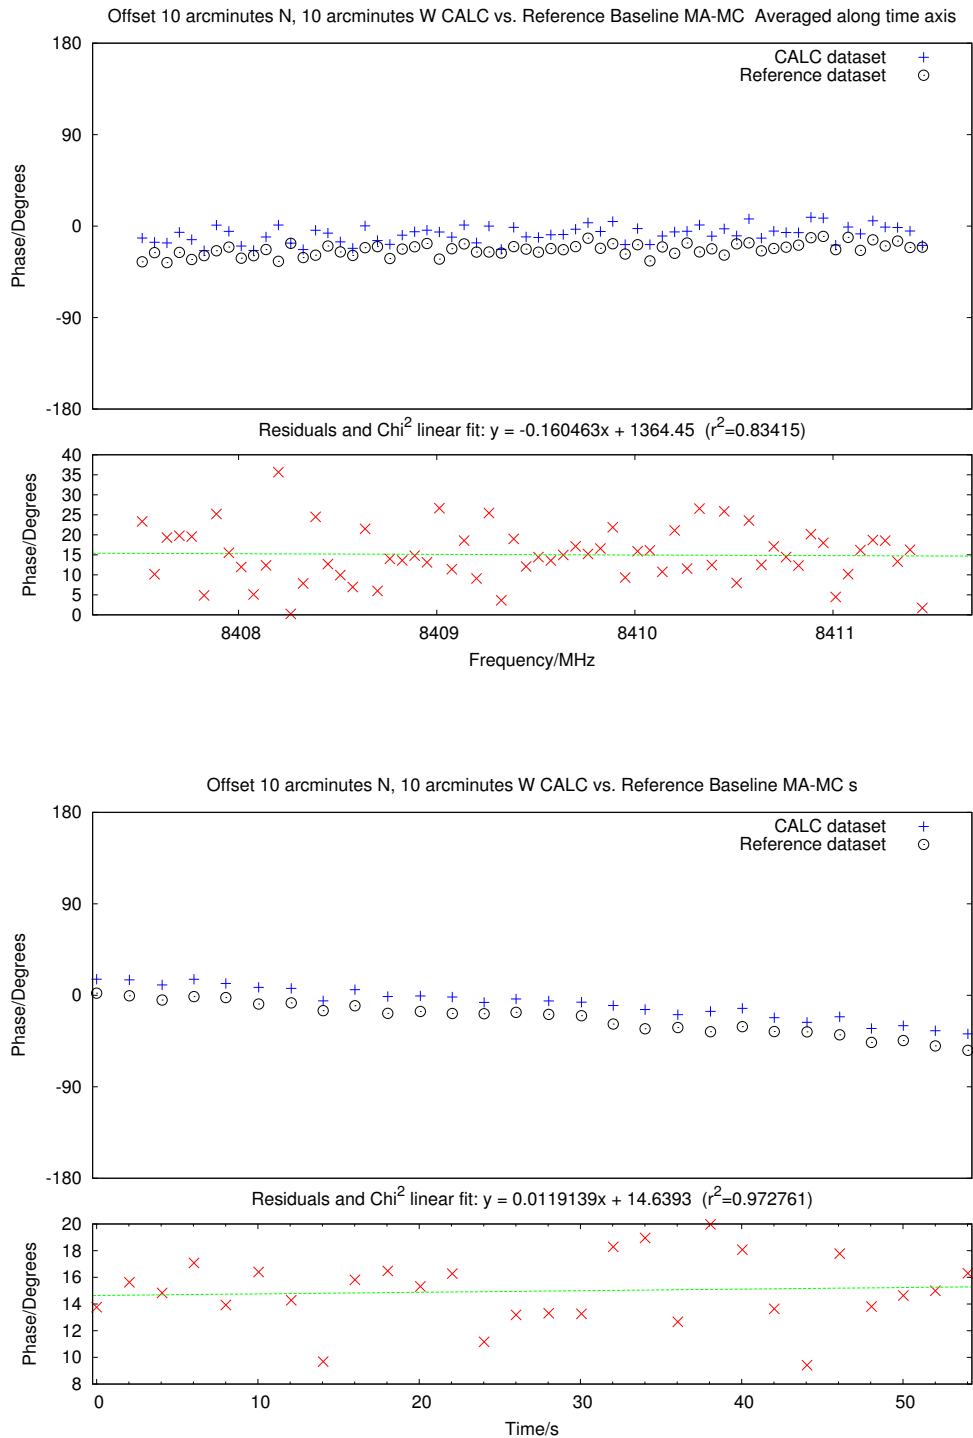 Offset 10 arcminutes N, 10 arcminutes W CALC vs. Reference Baseline MA-MC  Averaged along time axis
180
90
0
-90
-180
Phase/Degrees
CALC dataset
Reference dataset
Residuals and Chi² linear fit: y = -0.160463x + 1364.45  (r²=0.83415)
40
35
30
25
20
15
10
5
0
Phase/Degrees
8408 8409 8410 8411
Frequency/MHz
Offset 10 arcminutes N, 10 arcminutes W CALC vs. Reference Baseline MA-MC s
180
90
0
-90
-180
Phase/Degrees
CALC dataset
Reference dataset
Residuals and Chi² linear fit: y = 0.0119139x + 14.6393  (r²=0.972761)
20
18
16
14
12
10
8
Phase/Degrees
0 10 20 30 40 50
Time/s